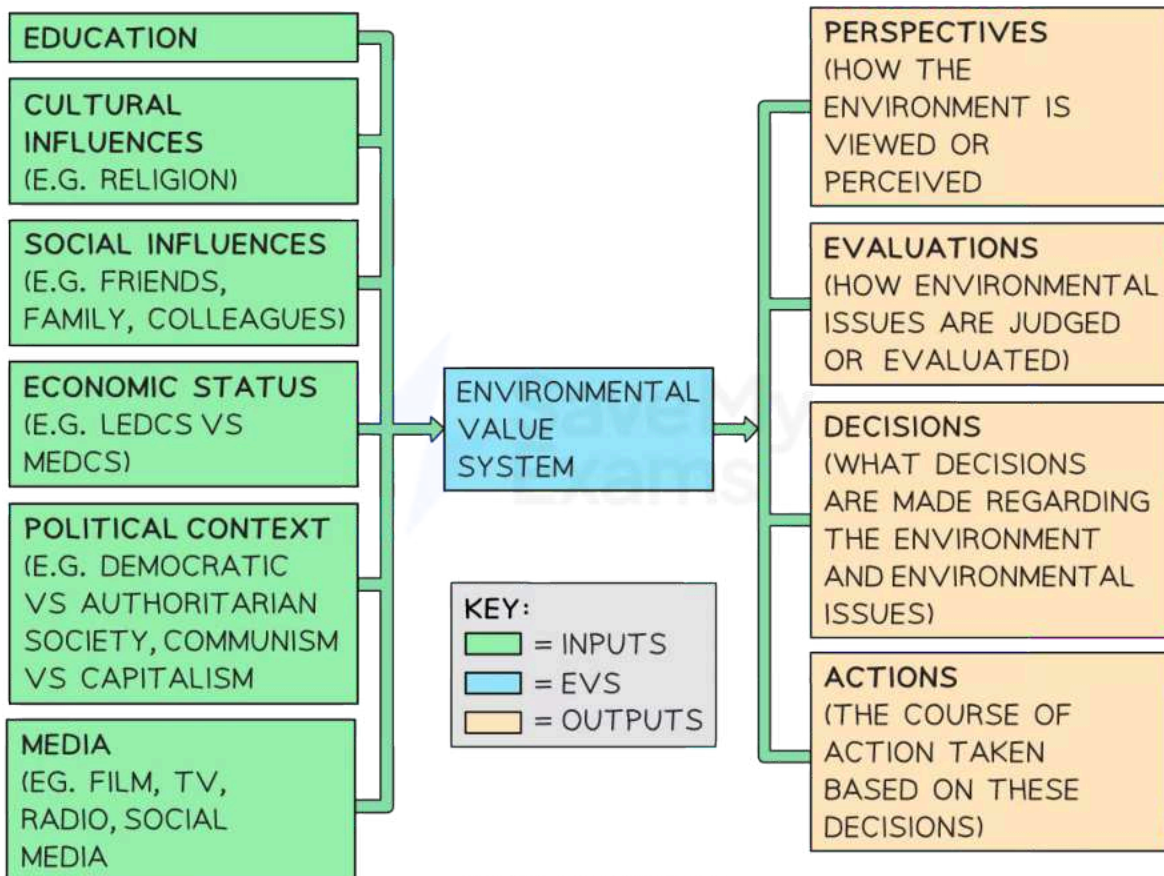 EDUCATION
CULTURAL
INFLUENCES
(E.G. RELIGION)
SOCIAL INFLUENCES
(E.G. FRIENDS,
FAMILY, COLLEAGUES)
ECONOMIC STATUS
(E.G. LEDCS VS
MEDCS)
POLITICAL CONTEXT
(E.G. DEMOCRATIC
VS AUTHORITARIAN
SOCIETY, COMMUNISM
VS CAPITALISM
MEDIA
(EG. FILM, TV,
RADIO, SOCIAL
MEDIA
ENVIRONMENTAL
VALUE
SYSTEM
SaveMy
Exams
KEY:
= INPUTS
= EVS
= OUTPUTS
PERSPECTIVES
(HOW THE
ENVIRONMENT IS
VIEWED OR
PERCEIVED
EVALUATIONS
(HOW ENVIRONMENTAL
ISSUES ARE JUDGED
OR EVALUATED)
DECISIONS
(WHAT DECISIONS
ARE MADE REGARDING
THE ENVIRONMENT
AND ENVIRONMENTAL
ISSUES)
ACTIONS
(THE COURSE OF
ACTION TAKEN
BASED ON THESE
DECISIONS)